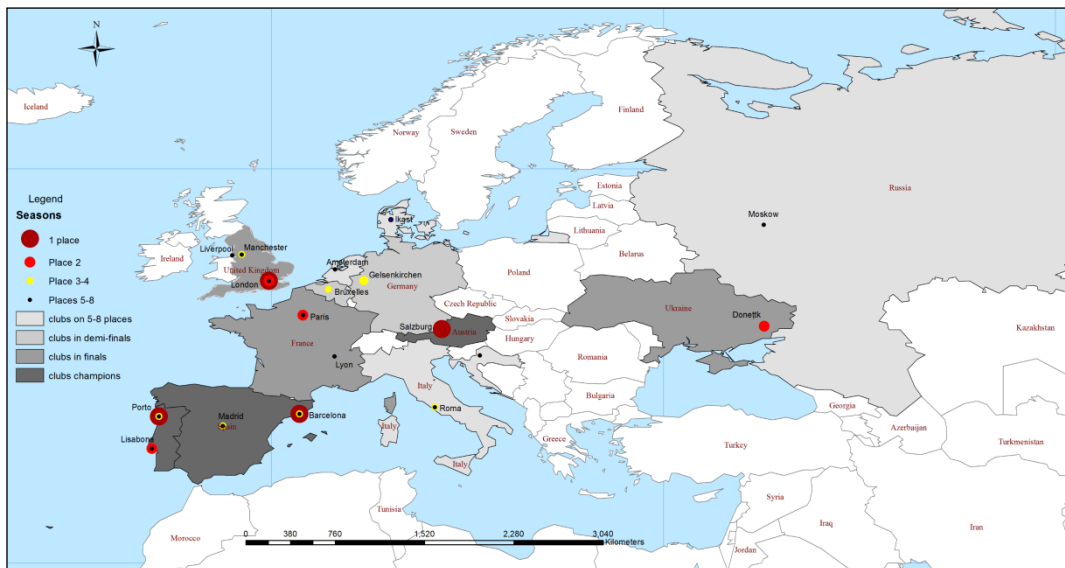 N
Iceland
Finland
Norway
Sweden
Russia
Estonia
Latvia
Lithuania
Moscow
Legend
Seasons
1 place
Place 2
Place 3-4
Places 5-8
clubs on 5-8 places
clubs in demi-finals
clubs in finals
clubs champions
Ikast
Liverpool
Manchester
Ireland
United Kingdom
London
Amsterdam
Gelsenkirchen
Bruxelles
Germany
Belarus
Poland
Czech Republic
Slovakia
Ukraine
Donetk
Kazakhstan
Paris
Salzburg
Austria
Hungary
France
Lyon
Romania
Italy
Bulgaria
Porto
Madrid
Barcelona
Roma
Lisabona
Italy
Greece
Georgia
Azerbaijan
Turkey
Turkmenistan
Italy
Tunisia
Syria
Morocco
Iraq
Iran
Jordan
0 380 760 1,520 2,280 3,040
Kilometers